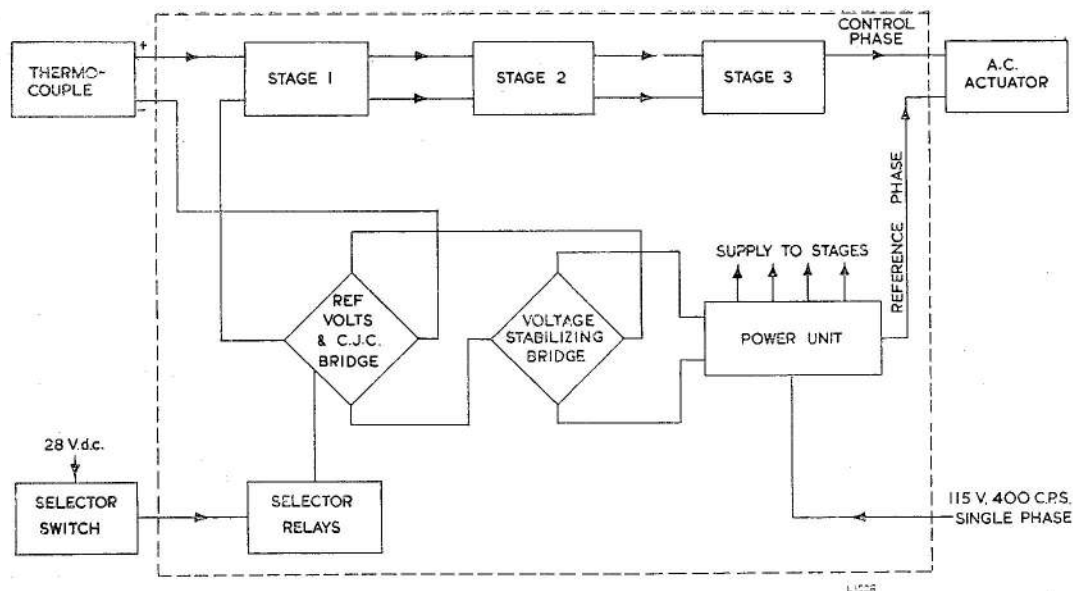 CONTROL
PHASE
+
THERMO-
COUPLE
–
STAGE 1
STAGE 2
STAGE 3
A.C.
ACTUATOR
REFERENCE PHASE
SUPPLY TO STAGES
REF
VOLTS
& C.J.C.
BRIDGE
VOLTAGE
STABILIZING
BRIDGE
POWER UNIT
28 V.d.c.
SELECTOR
SWITCH
SELECTOR
RELAYS
115 V, 400 C.P.S.
SINGLE PHASE